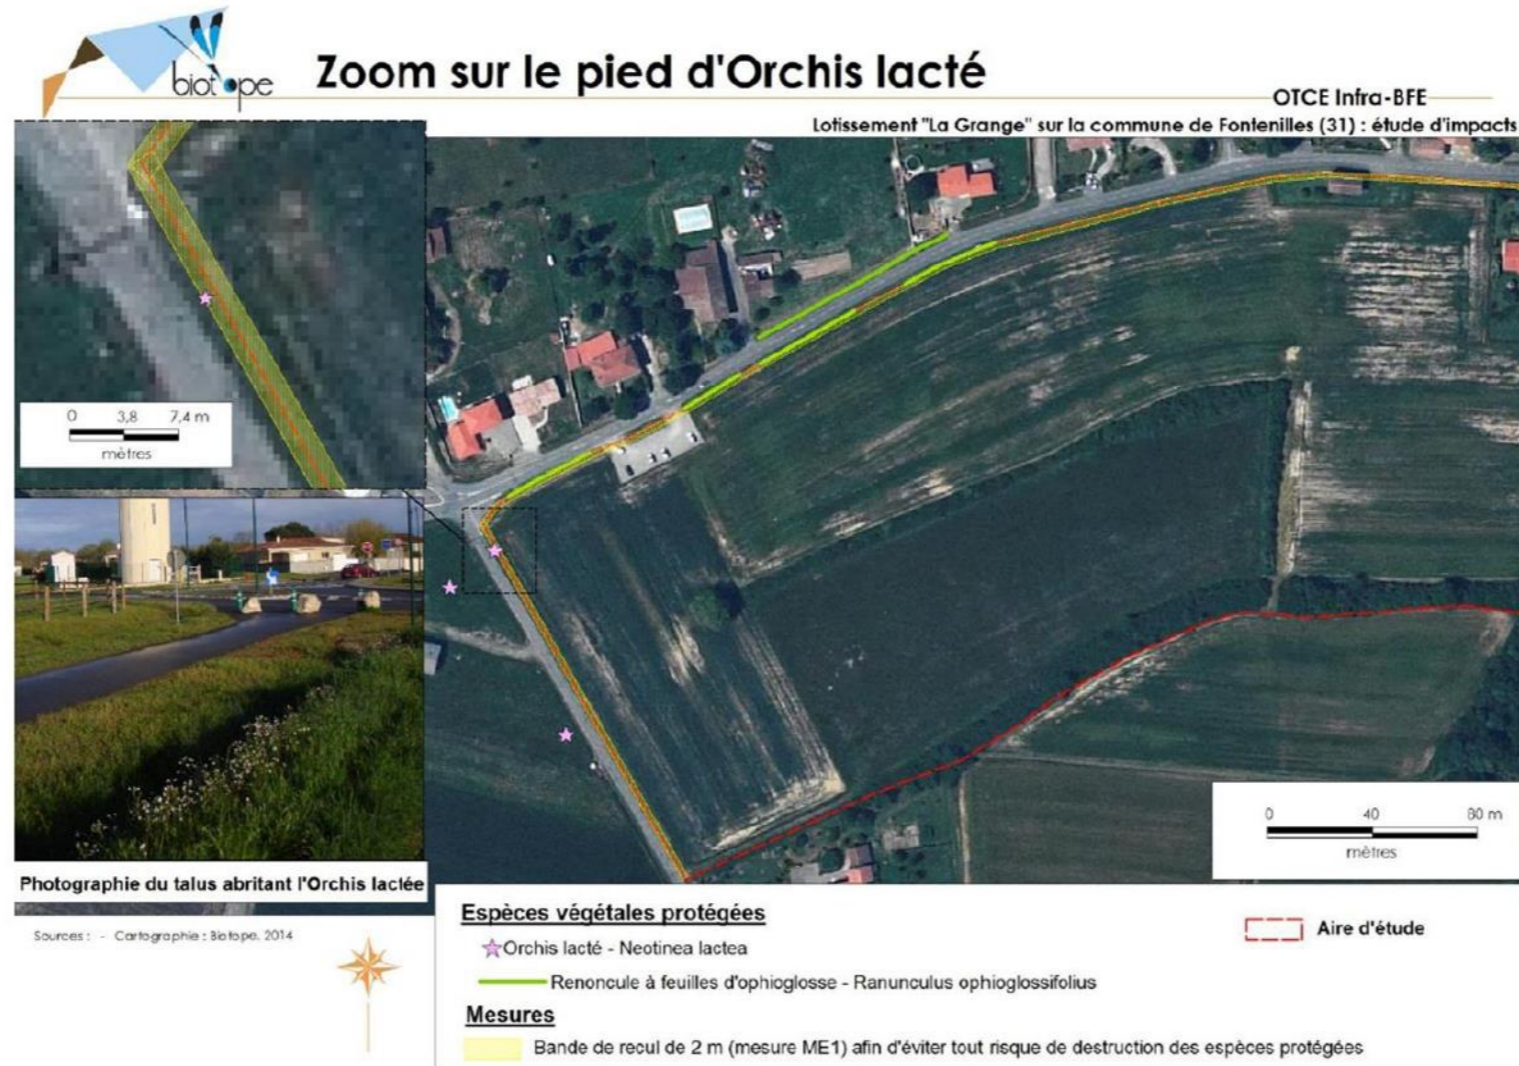 biotope
Zoom sur le pied d'Orchis lacté
OTCE Infra-BFE
Lotissement "La Grange" sur la commune de Fontenilles (31) : étude d'impacts
0 3,8 7,4 m
mètres
Photographie du talus abritant l'Orchis lactée
Sources : - Cartographie : Biotope, 2014
0 40 80 m
mètres
Espèces végétales protégées
Orchis lacté - Neotinea lactea
Renoncule à feuilles d'ophioglosse - Ranunculus ophioglossifolius
Mesures
Bande de recul de 2 m (mesure ME1) afin d'éviter tout risque de destruction des espèces protégées
Aire d'étude